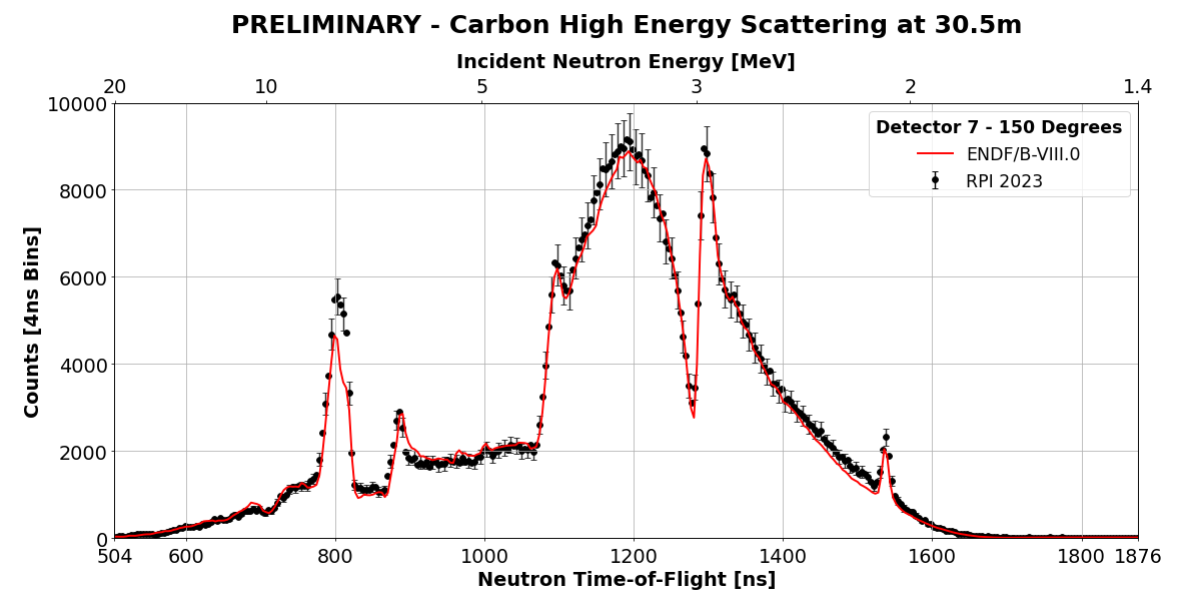 PRELIMINARY - Carbon High Energy Scattering at 30.5m
Incident Neutron Energy [MeV]
20 10 5 3 2 1.4
10000
8000
6000
4000
2000
0
Counts [4ns Bins]
Detector 7 - 150 Degrees
ENDF/B-VIII.0
RPI 2023
504 600 800 1000 1200 1400 1600 1800 1876
Neutron Time-of-Flight [ns]